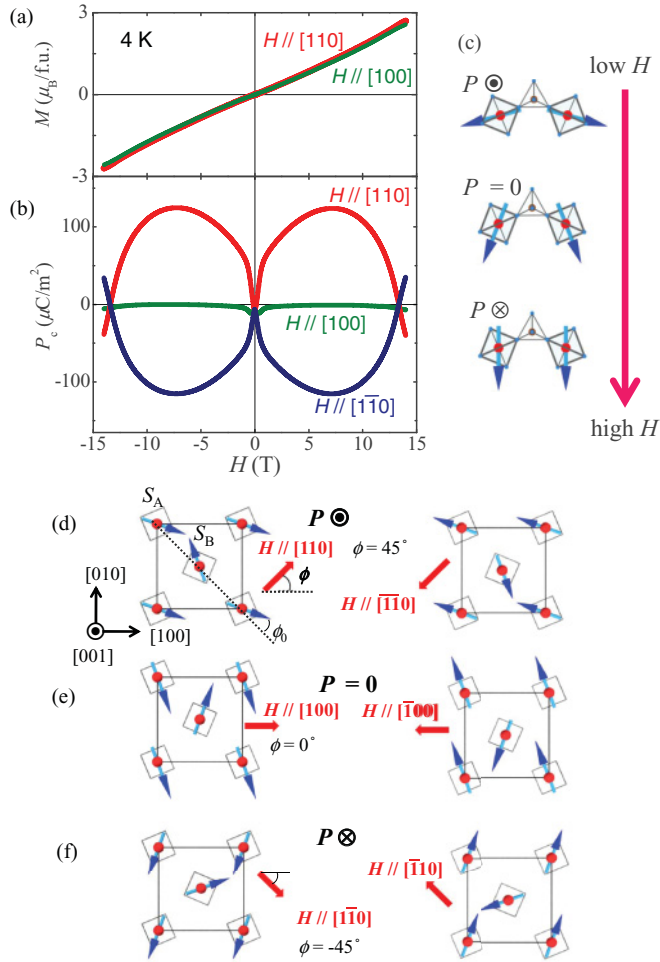 (a)
3
0
-3
M (μB/f.u.)
4 K
H // [110]
H // [100]
(b)
100
0
-100
Pc (μC/m²)
H // [110]
H // [100]
H // [11̅0]
-15
-10
-5
0
5
10
15
H (T)
(c)
low H
P ⊙
P = 0
P ⊗
high H
(d)
SA
SB
P ⊙
H // [110]
ϕ = 45°
ϕ
ϕ0
H // [1̅1̅0]
[010]
[100]
[001]
(e)
P = 0
H // [100]
ϕ = 0°
H // [1̅00]
(f)
P ⊗
H // [11̅0]
ϕ = -45°
H // [1̅10]